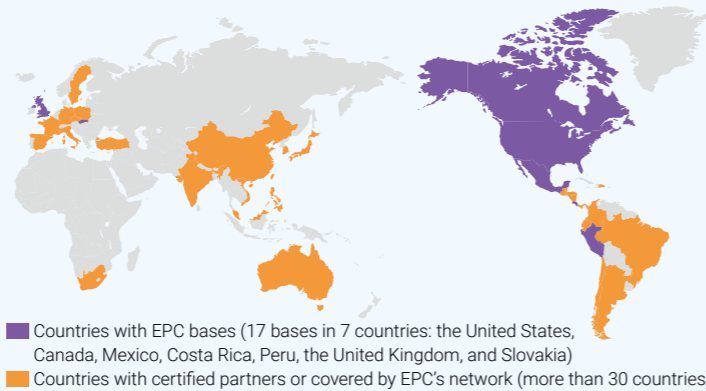 Countries with EPC bases (17 bases in 7 countries: the United States,
Canada, Mexico, Costa Rica, Peru, the United Kingdom, and Slovakia)
Countries with certified partners or covered by EPC’s network (more than 30 countries